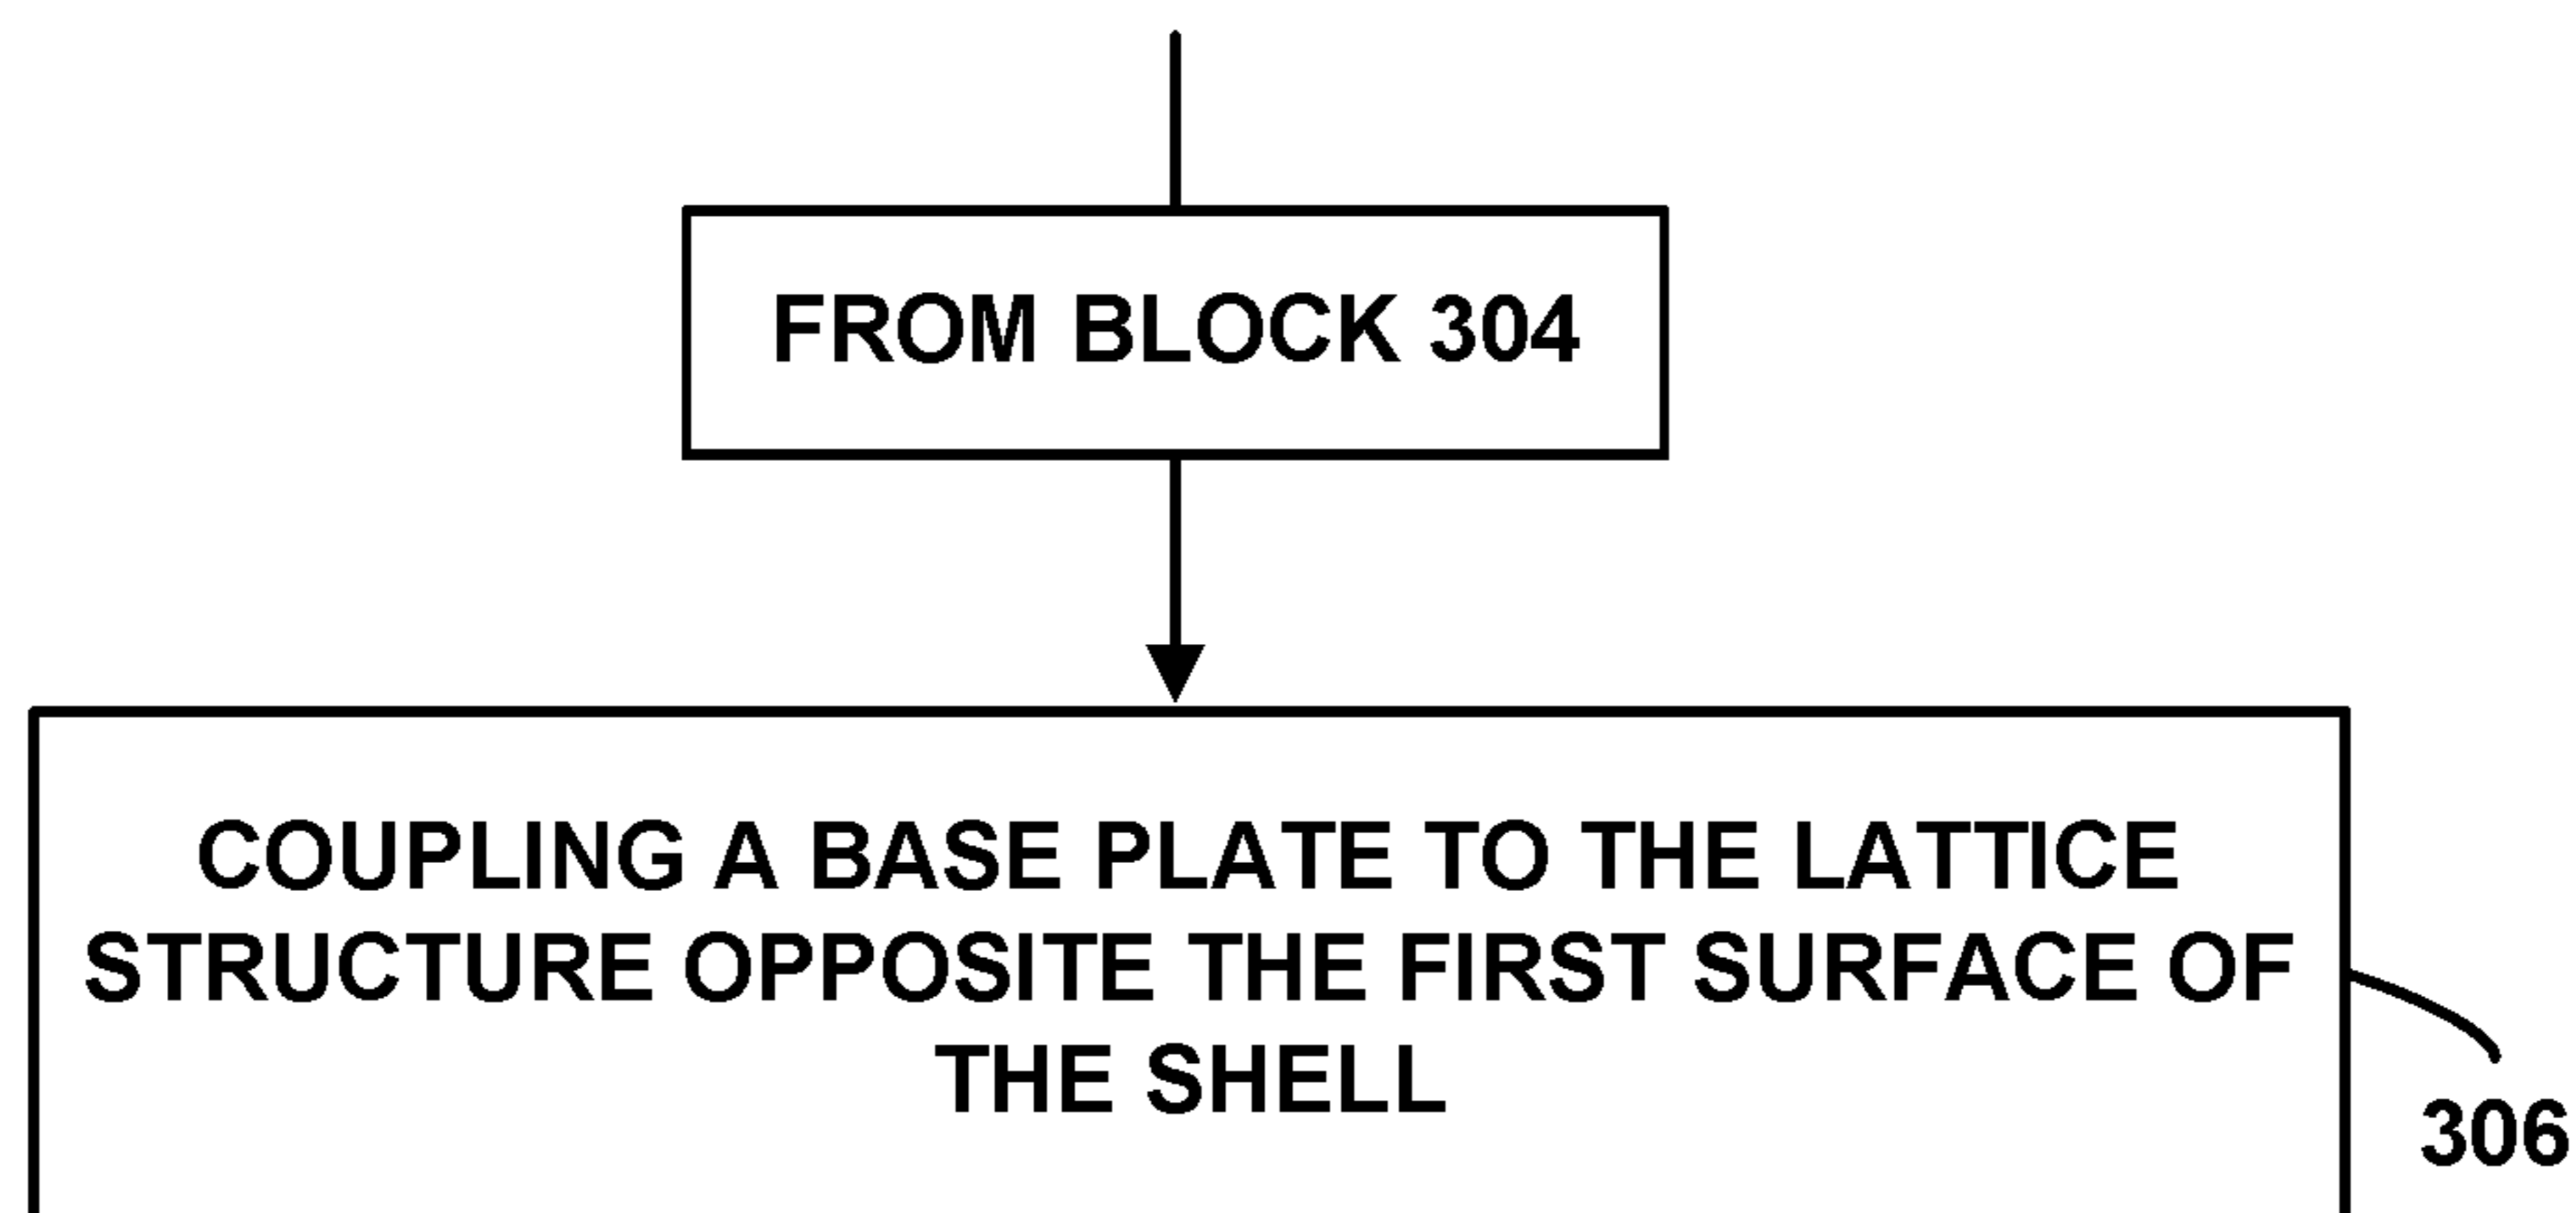 FROM BLOCK 304
COUPLING A BASE PLATE TO THE LATTICE
STRUCTURE OPPOSITE THE FIRST SURFACE OF
THE SHELL
306